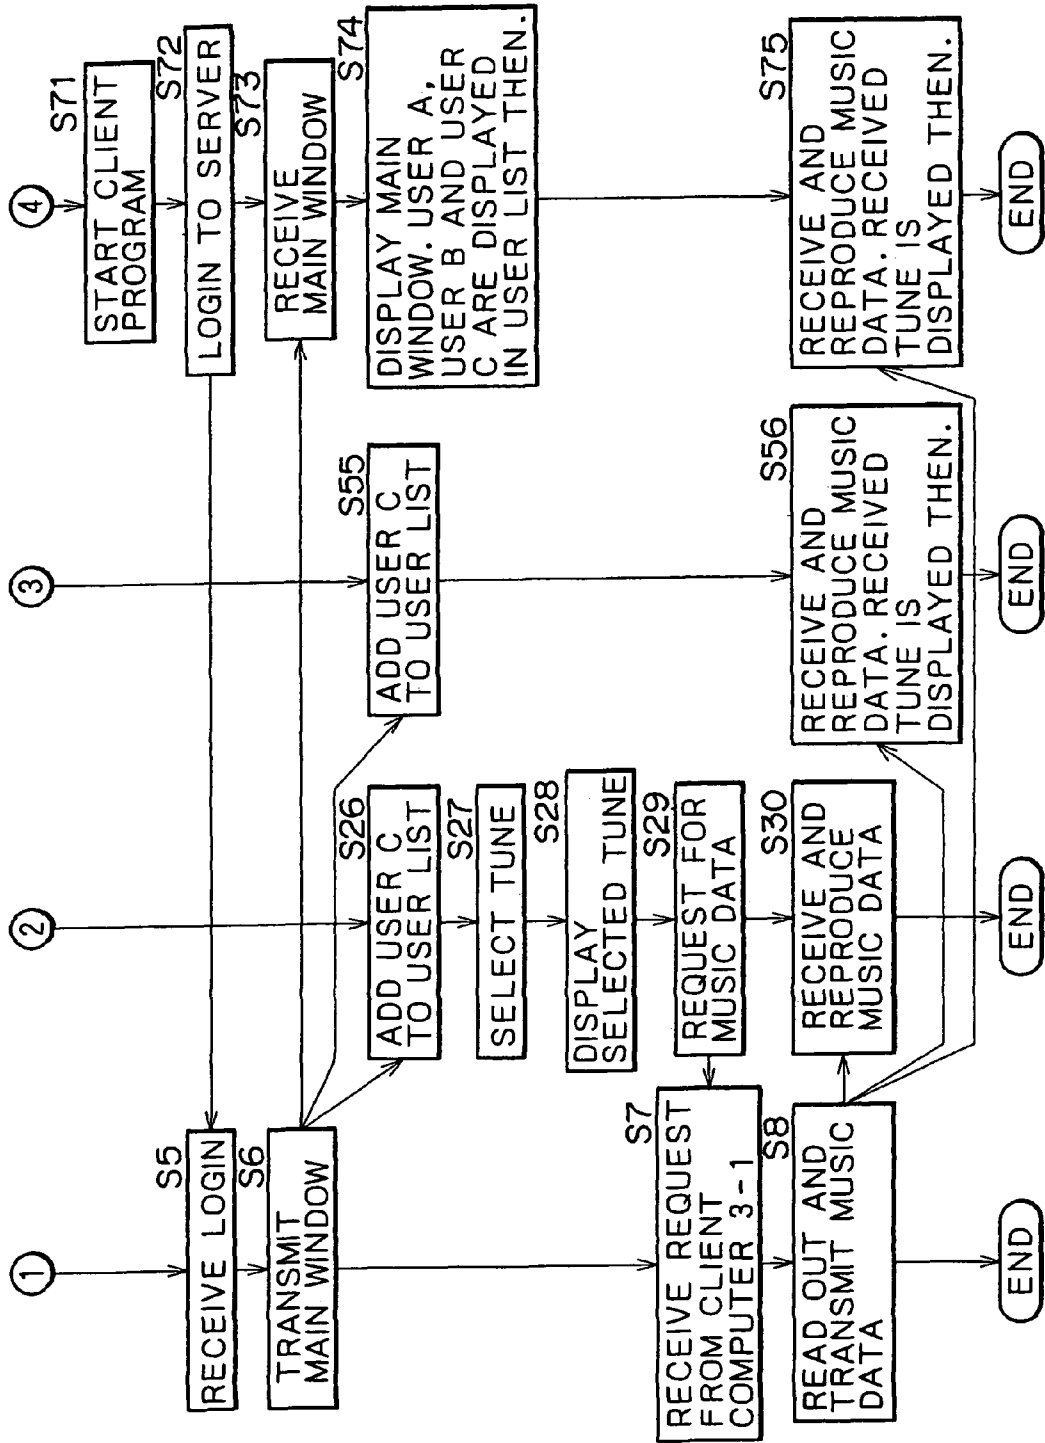 1
S5
RECEIVE LOGIN
S6
TRANSMIT
MAIN WINDOW
S7
RECEIVE REQUEST
FROM CLIENT
COMPUTER 3-1
S8
READ OUT AND
TRANSMIT MUSIC
DATA
END
2
S26
ADD USER C
TO USER LIST
S27
SELECT TUNE
S28
DISPLAY
SELECTED TUNE
S29
REQUEST FOR
MUSIC DATA
S30
RECEIVE AND
REPRODUCE
MUSIC DATA
END
3
S55
ADD USER C
TO USER LIST
S56
RECEIVE AND
REPRODUCE MUSIC
DATA. RECEIVED
TUNE IS
DISPLAYED THEN.
END
4
S71
START CLIENT
PROGRAM
S72
LOGIN TO SERVER
S73
RECEIVE
MAIN WINDOW
S74
DISPLAY MAIN
WINDOW. USER A,
USER B AND USER
C ARE DISPLAYED
IN USER LIST THEN.
S75
RECEIVE AND
REPRODUCE MUSIC
DATA. RECEIVED
TUNE IS
DISPLAYED THEN.
END